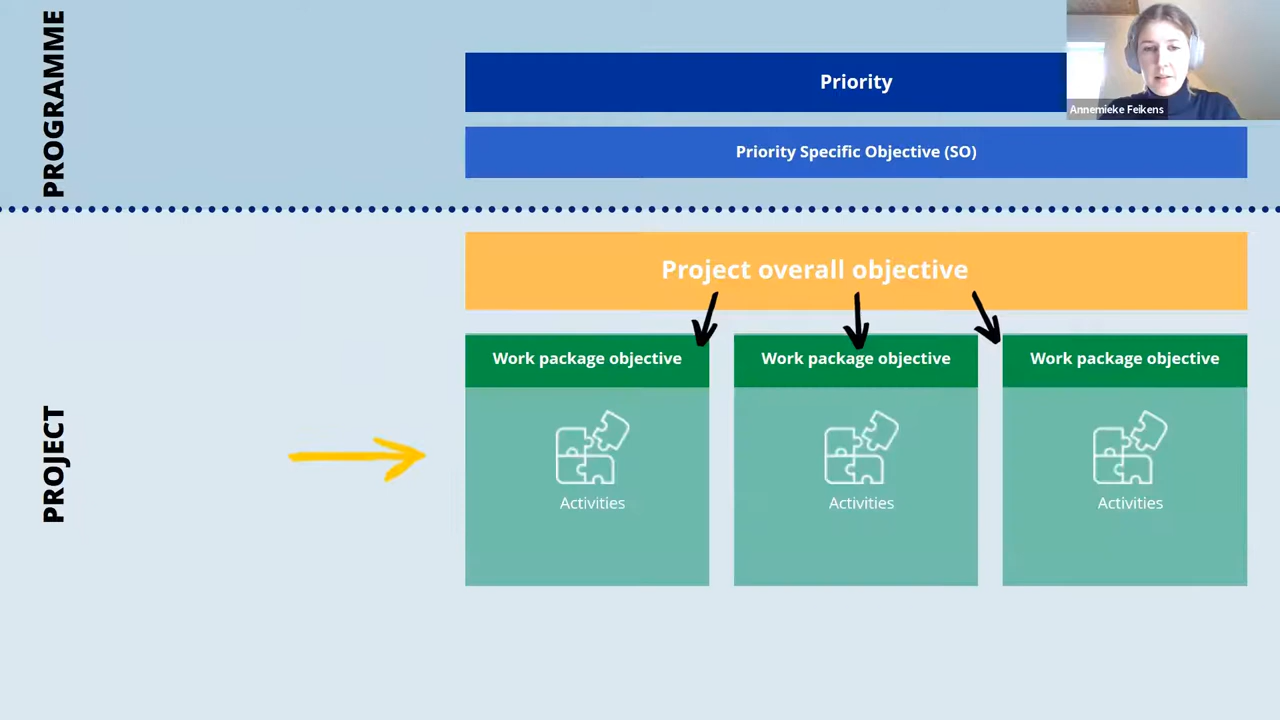 PROGRAMME
Priority
Annemieke Feikens
Priority Specific Objective (SO)
PROJECT
Project overall objective
Work package objective
Work package objective
Work package objective
Activities
Activities
Activities